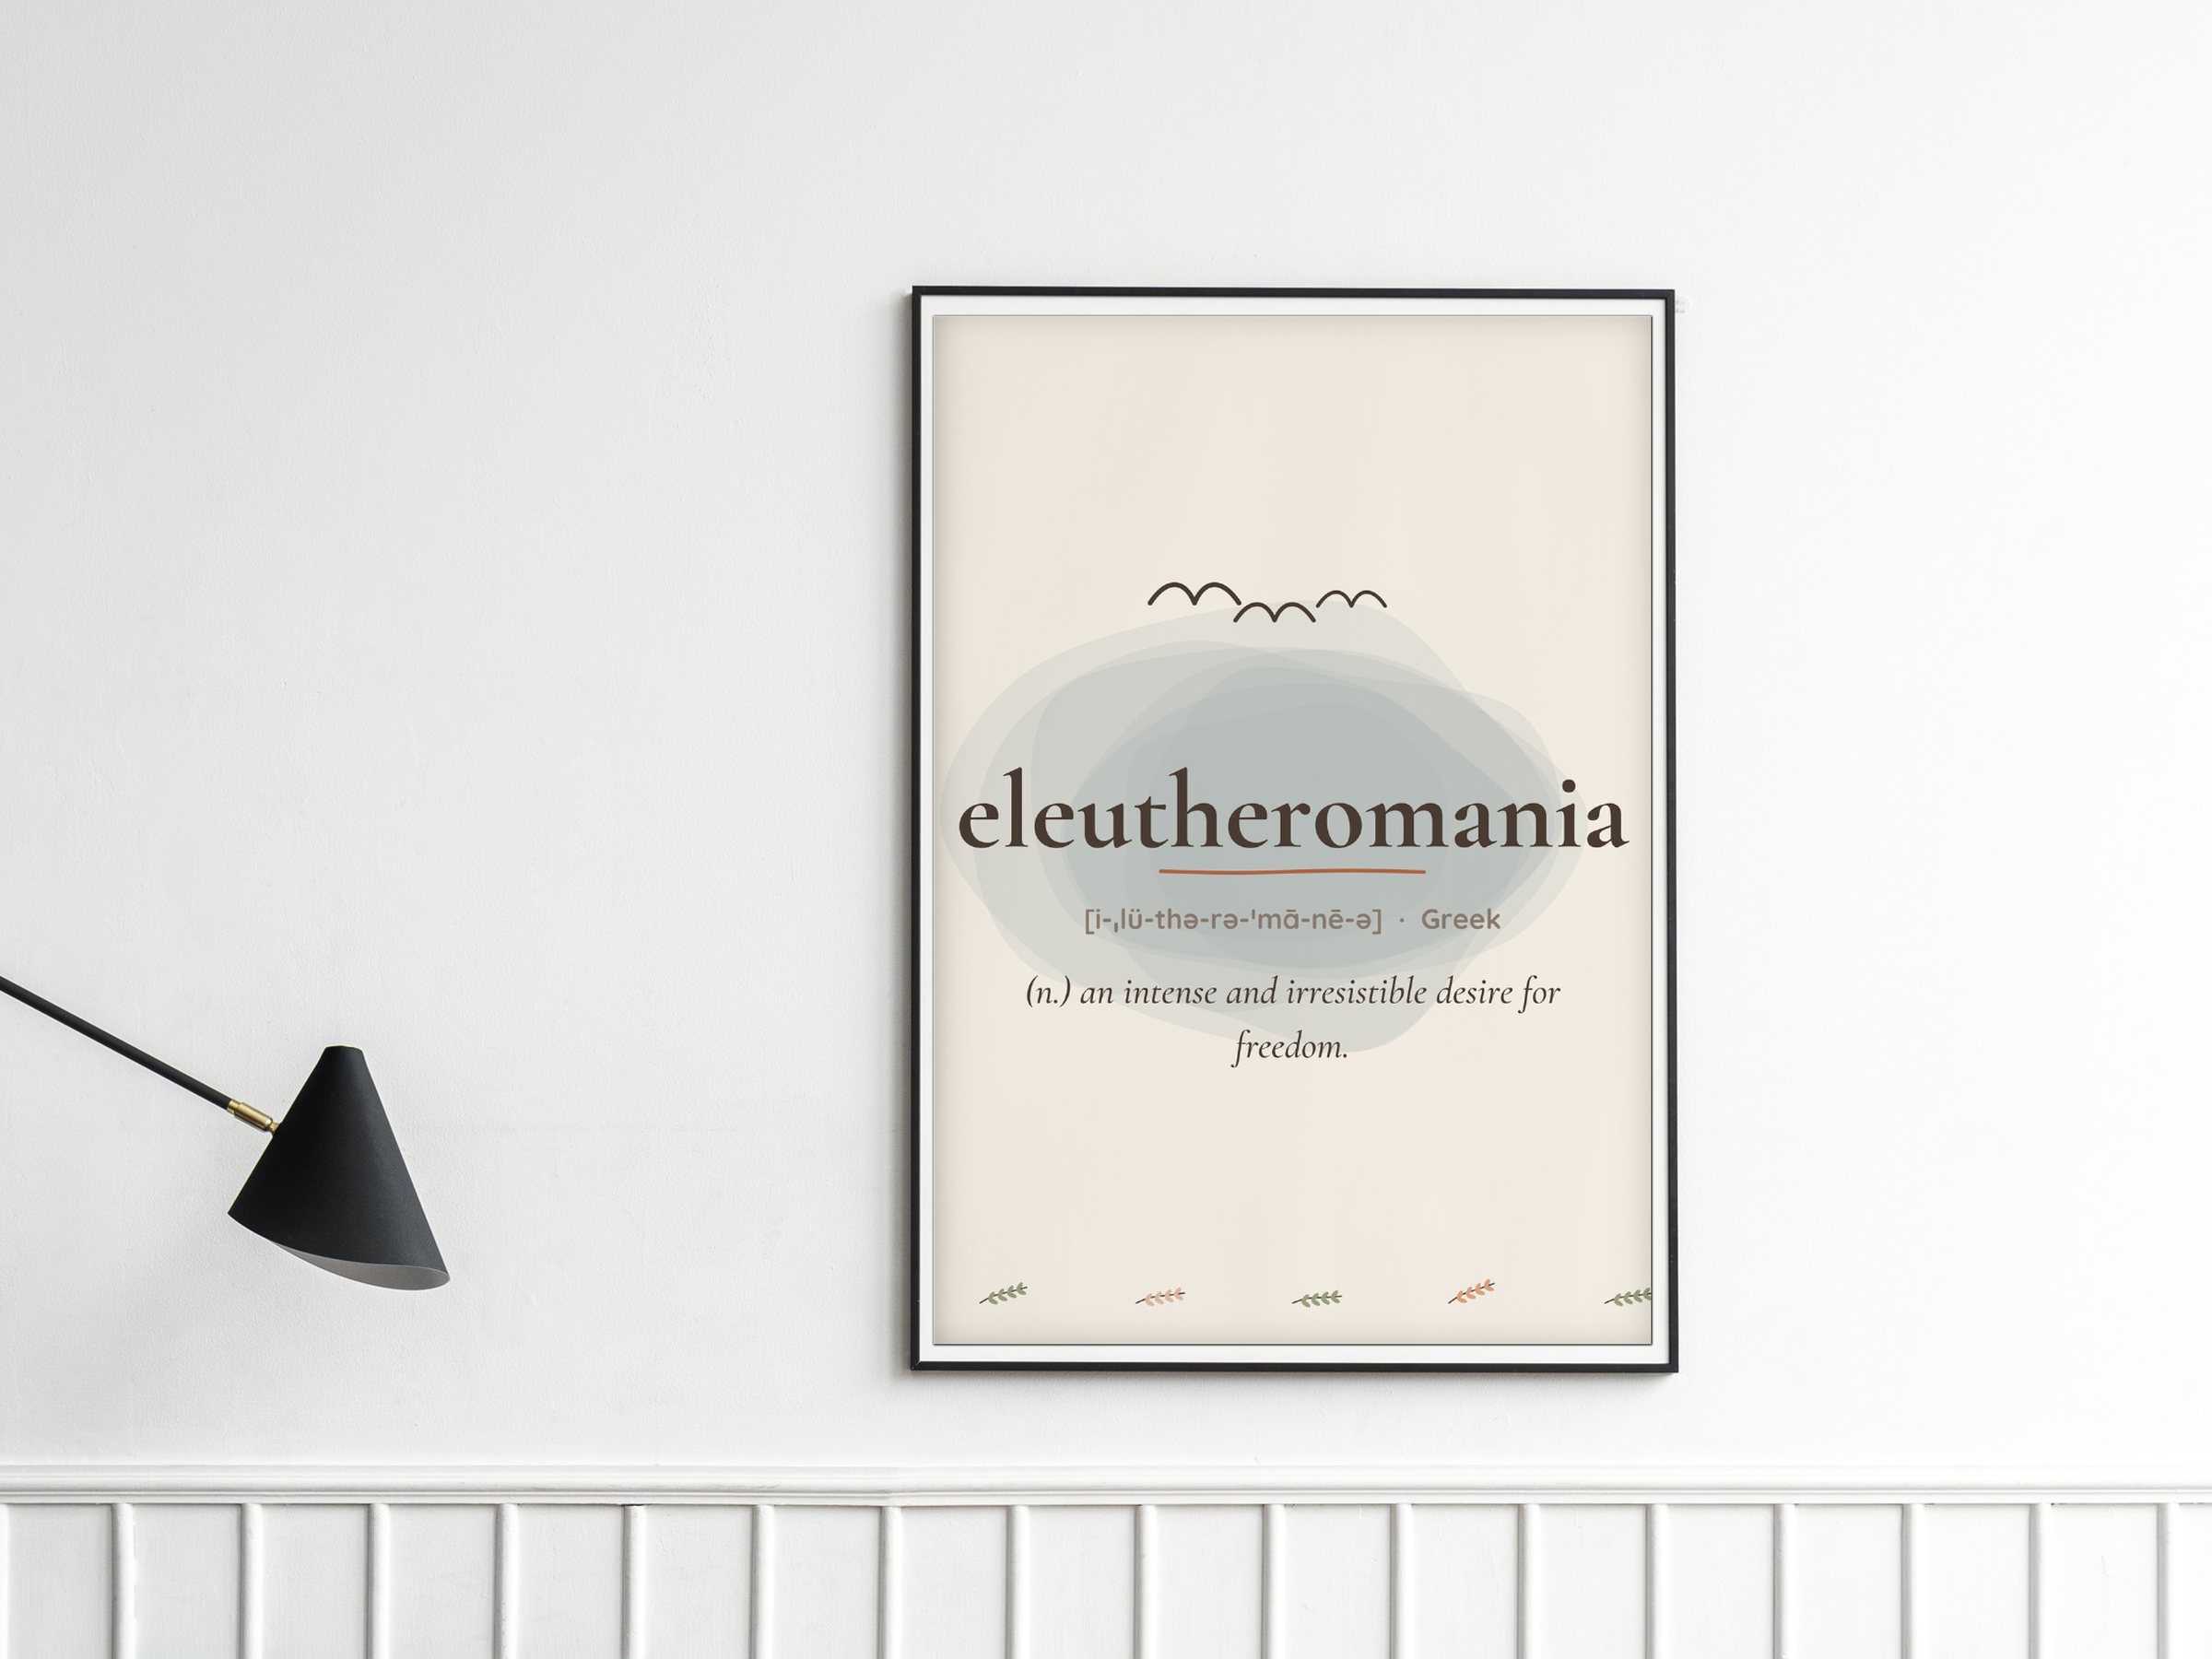 eleutheromania
[i-ˌlü-thə-rə-ˈmā-nē-ə] · Greek
(n.) an intense and irresistible desire for
freedom.